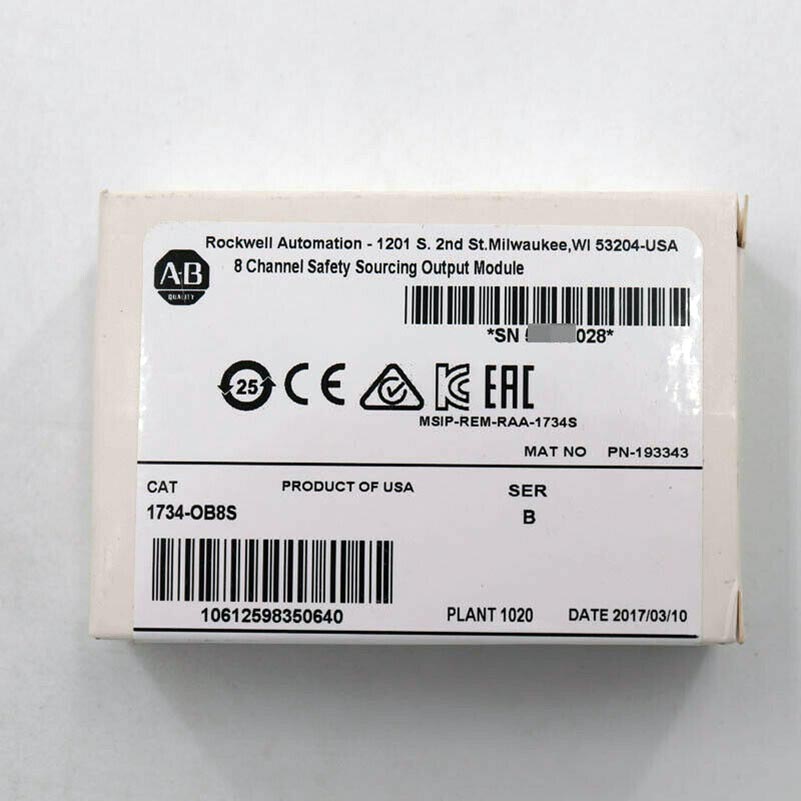 Rockwell Automation - 1201 S. 2nd St.Milwaukee,WI 53204-USA
8 Channel Safety Sourcing Output Module
A-B
QUALITY
*SN 028*
25 CE EAC
MSIP-REM-RAA-1734S
MAT NO PN-193343
CAT PRODUCT OF USA SER
1734-OB8S B
10612598350640 PLANT 1020 DATE 2017/03/10